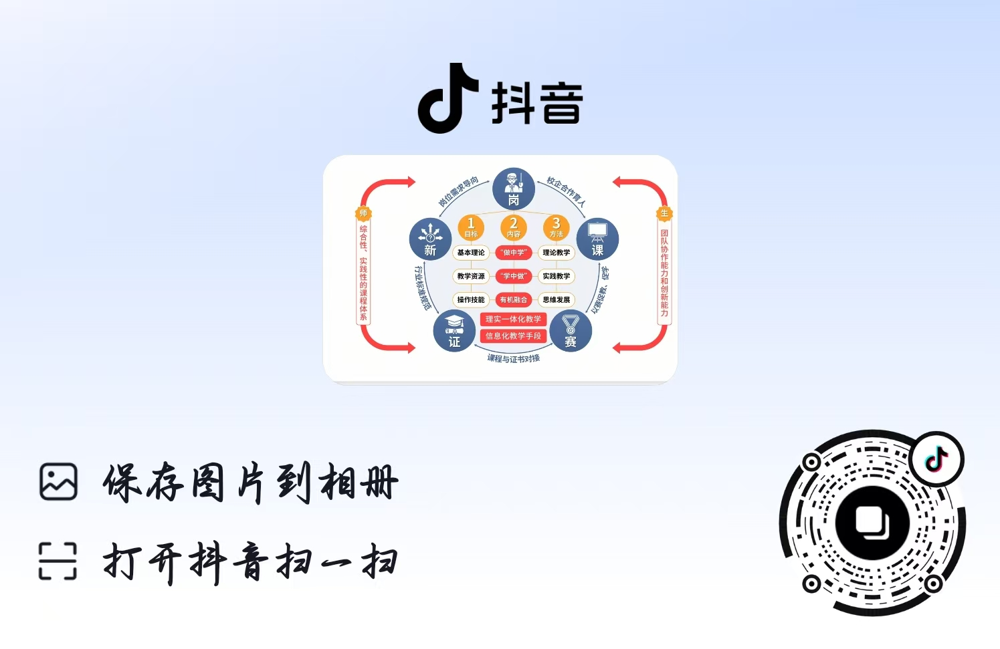 抖音
岗位需求导向
校企合作育人
岗
师
生
1
目标
2
内容
3
方法
新
课
基本理论
“做中学”
理论教学
综合性、实践性的课程体系
团队协作能力和创新能力
教学资源
“学中做”
实践教学
行业标准规范
以赛促教、促学
操作技能
有机融合
思维发展
理实一体化教学
证
赛
信息化教学手段
课程与证书对接
保存图片到相册
打开抖音扫一扫